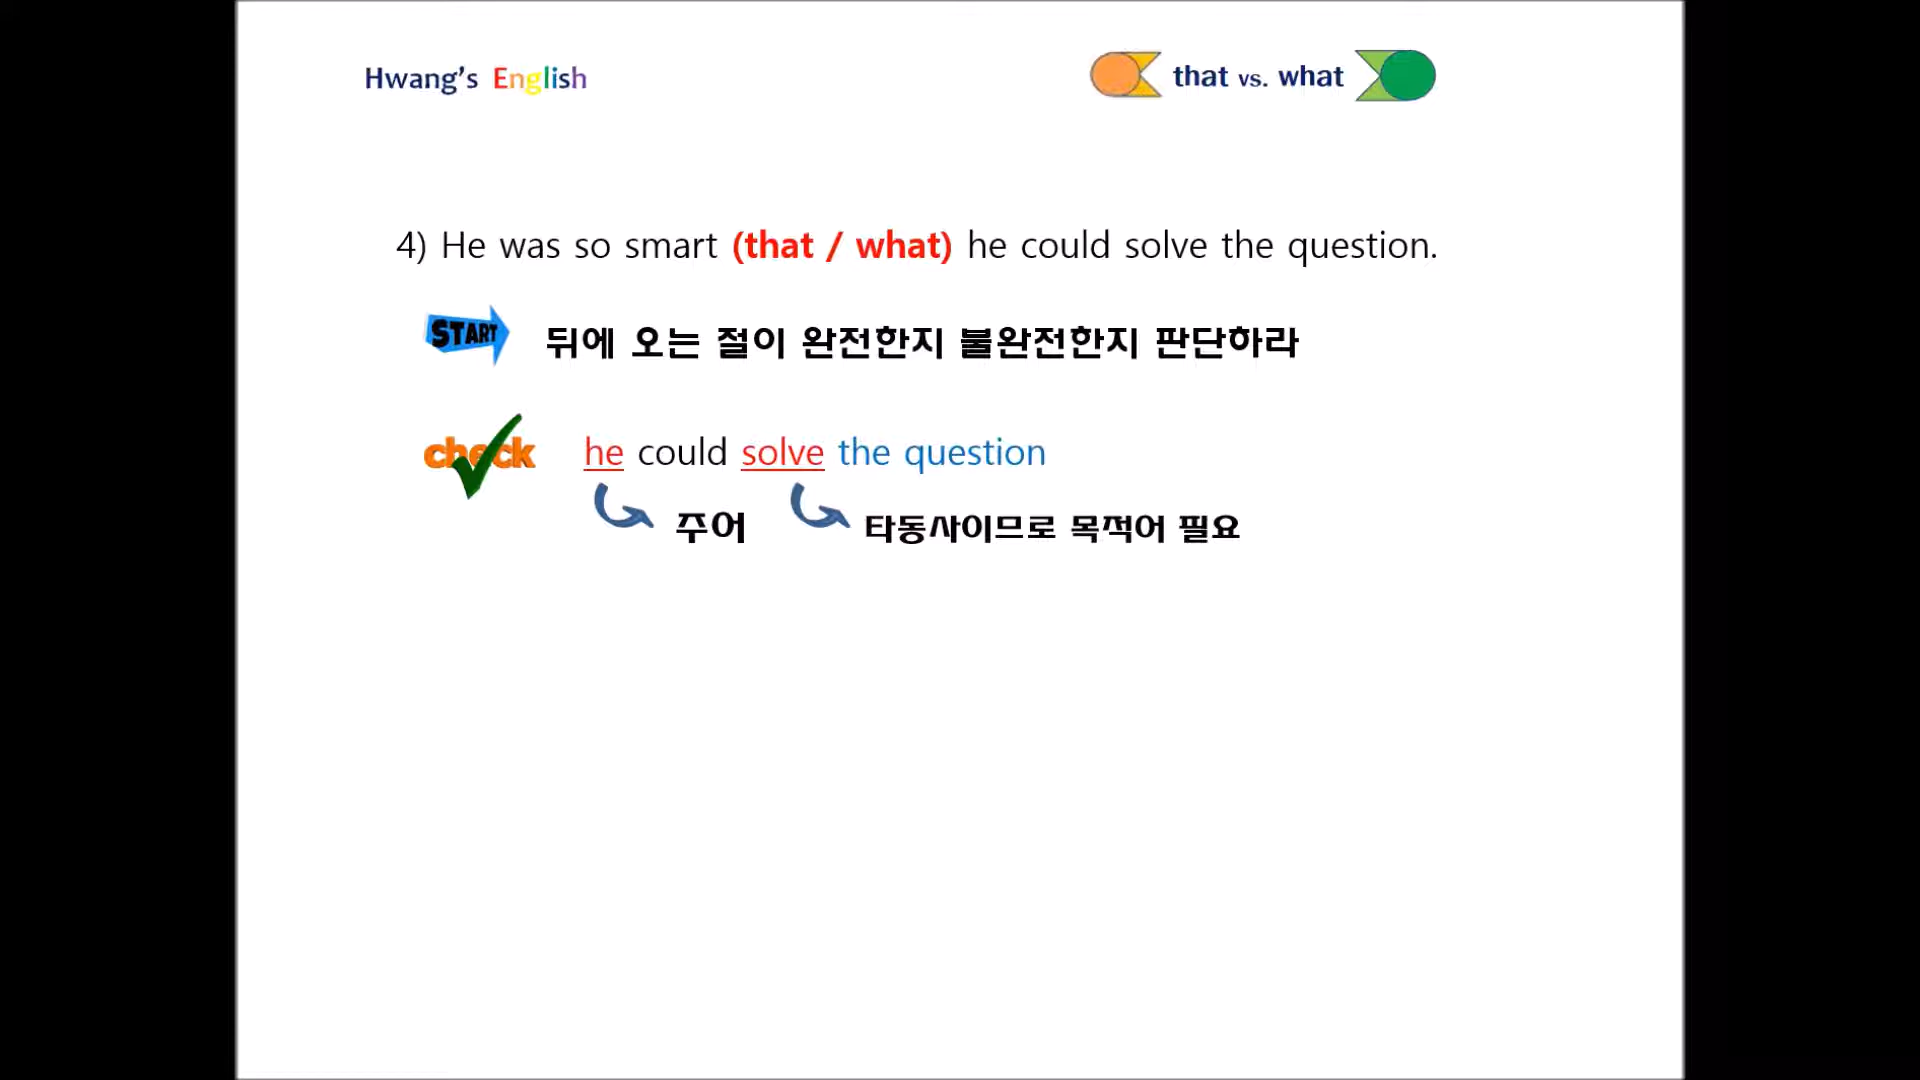 Hwang's English
that vs. what
4) He was so smart (that / what) he could solve the question.
START 뒤에 오는 절이 완전한지 불완전한지 판단하라
check he could solve the question
주어 타동사이므로 목적어 필요